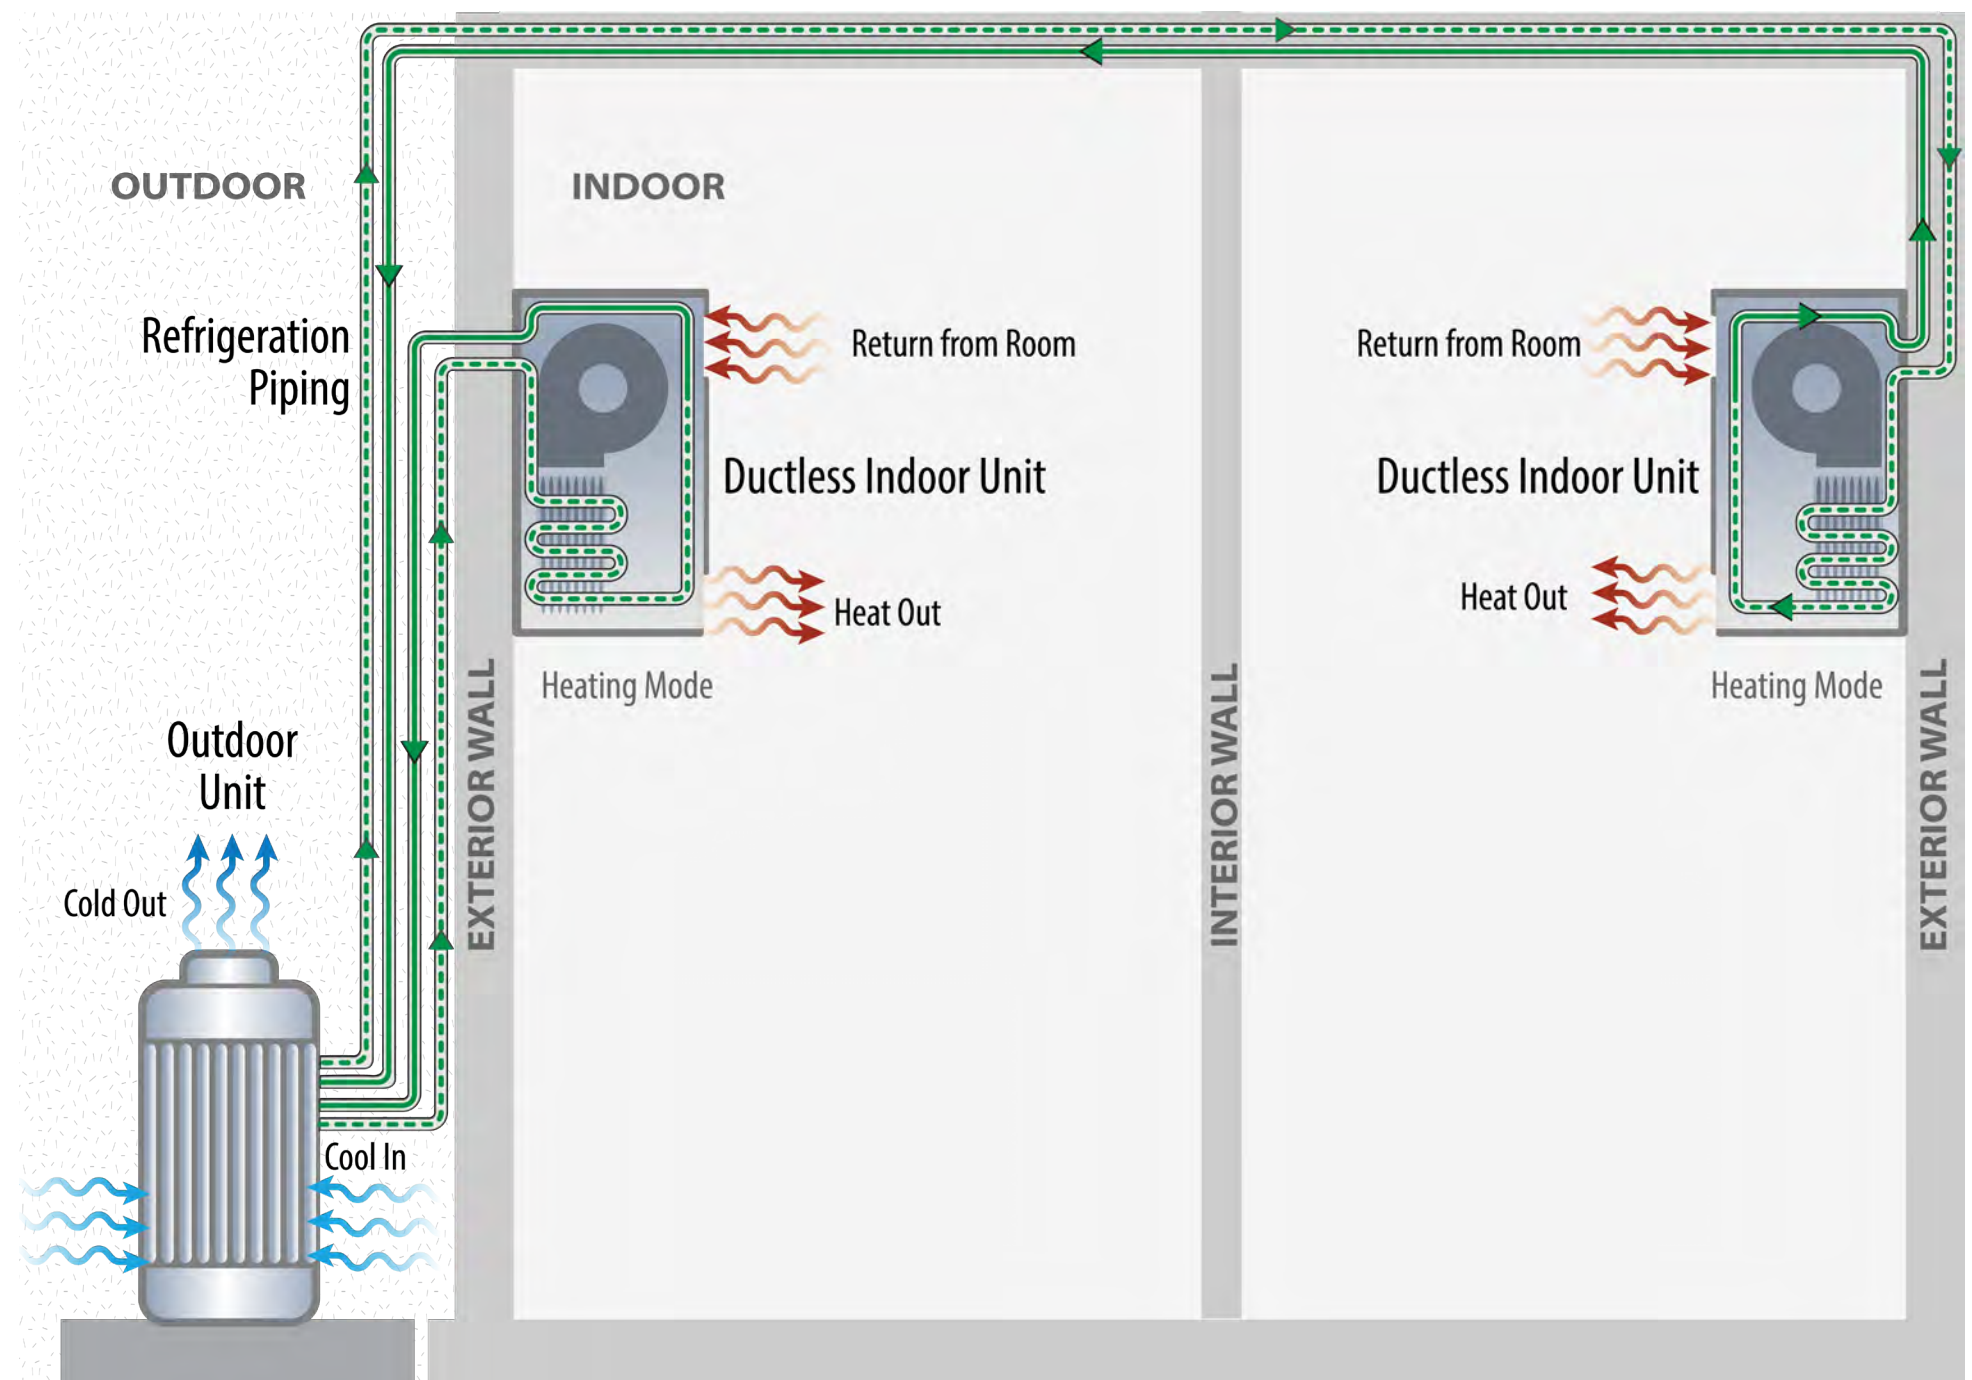 OUTDOOR
INDOOR
Refrigeration
Piping
Return from Room
Return from Room
Ductless Indoor Unit
Ductless Indoor Unit
Heat Out
Heat Out
Heating Mode
Heating Mode
EXTERIOR WALL
INTERIOR WALL
EXTERIOR WALL
Outdoor
Unit
Cold Out
Cool In